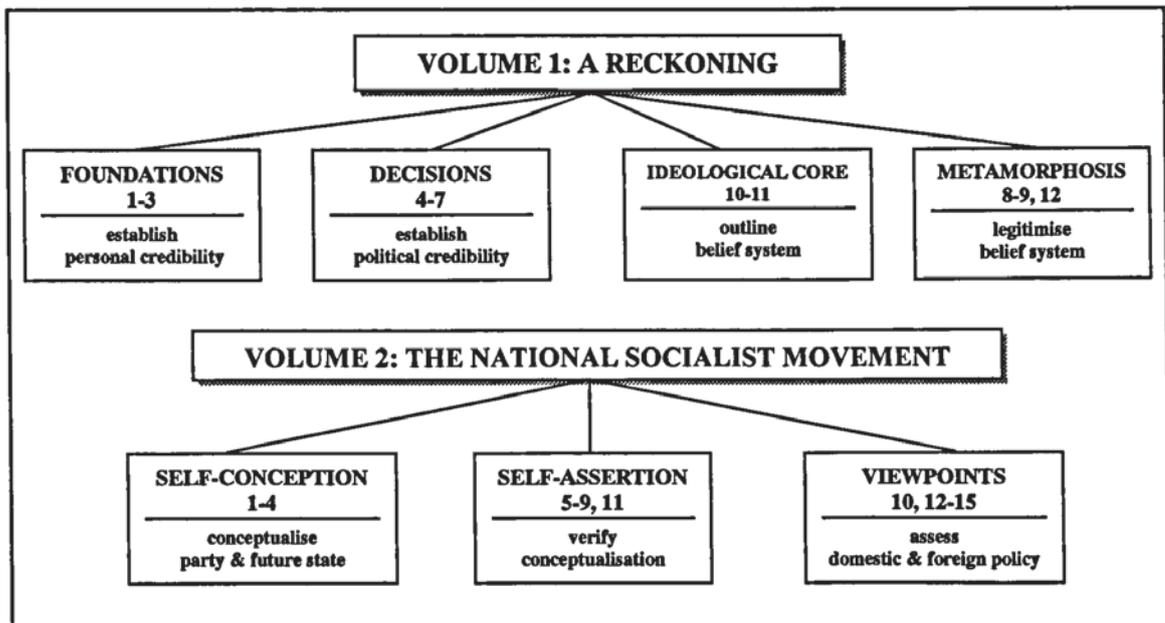 VOLUME 1: A RECKONING
FOUNDATIONS
1-3
establish
personal credibility
DECISIONS
4-7
establish
political credibility
IDEOLOGICAL CORE
10-11
outline
belief system
METAMORPHOSIS
8-9, 12
legitimise
belief system
VOLUME 2: THE NATIONAL SOCIALIST MOVEMENT
SELF-CONCEPTION
1-4
conceptualise
party & future state
SELF-ASSERTION
5-9, 11
verify
conceptualisation
VIEWPOINTS
10, 12-15
assess
domestic & foreign policy